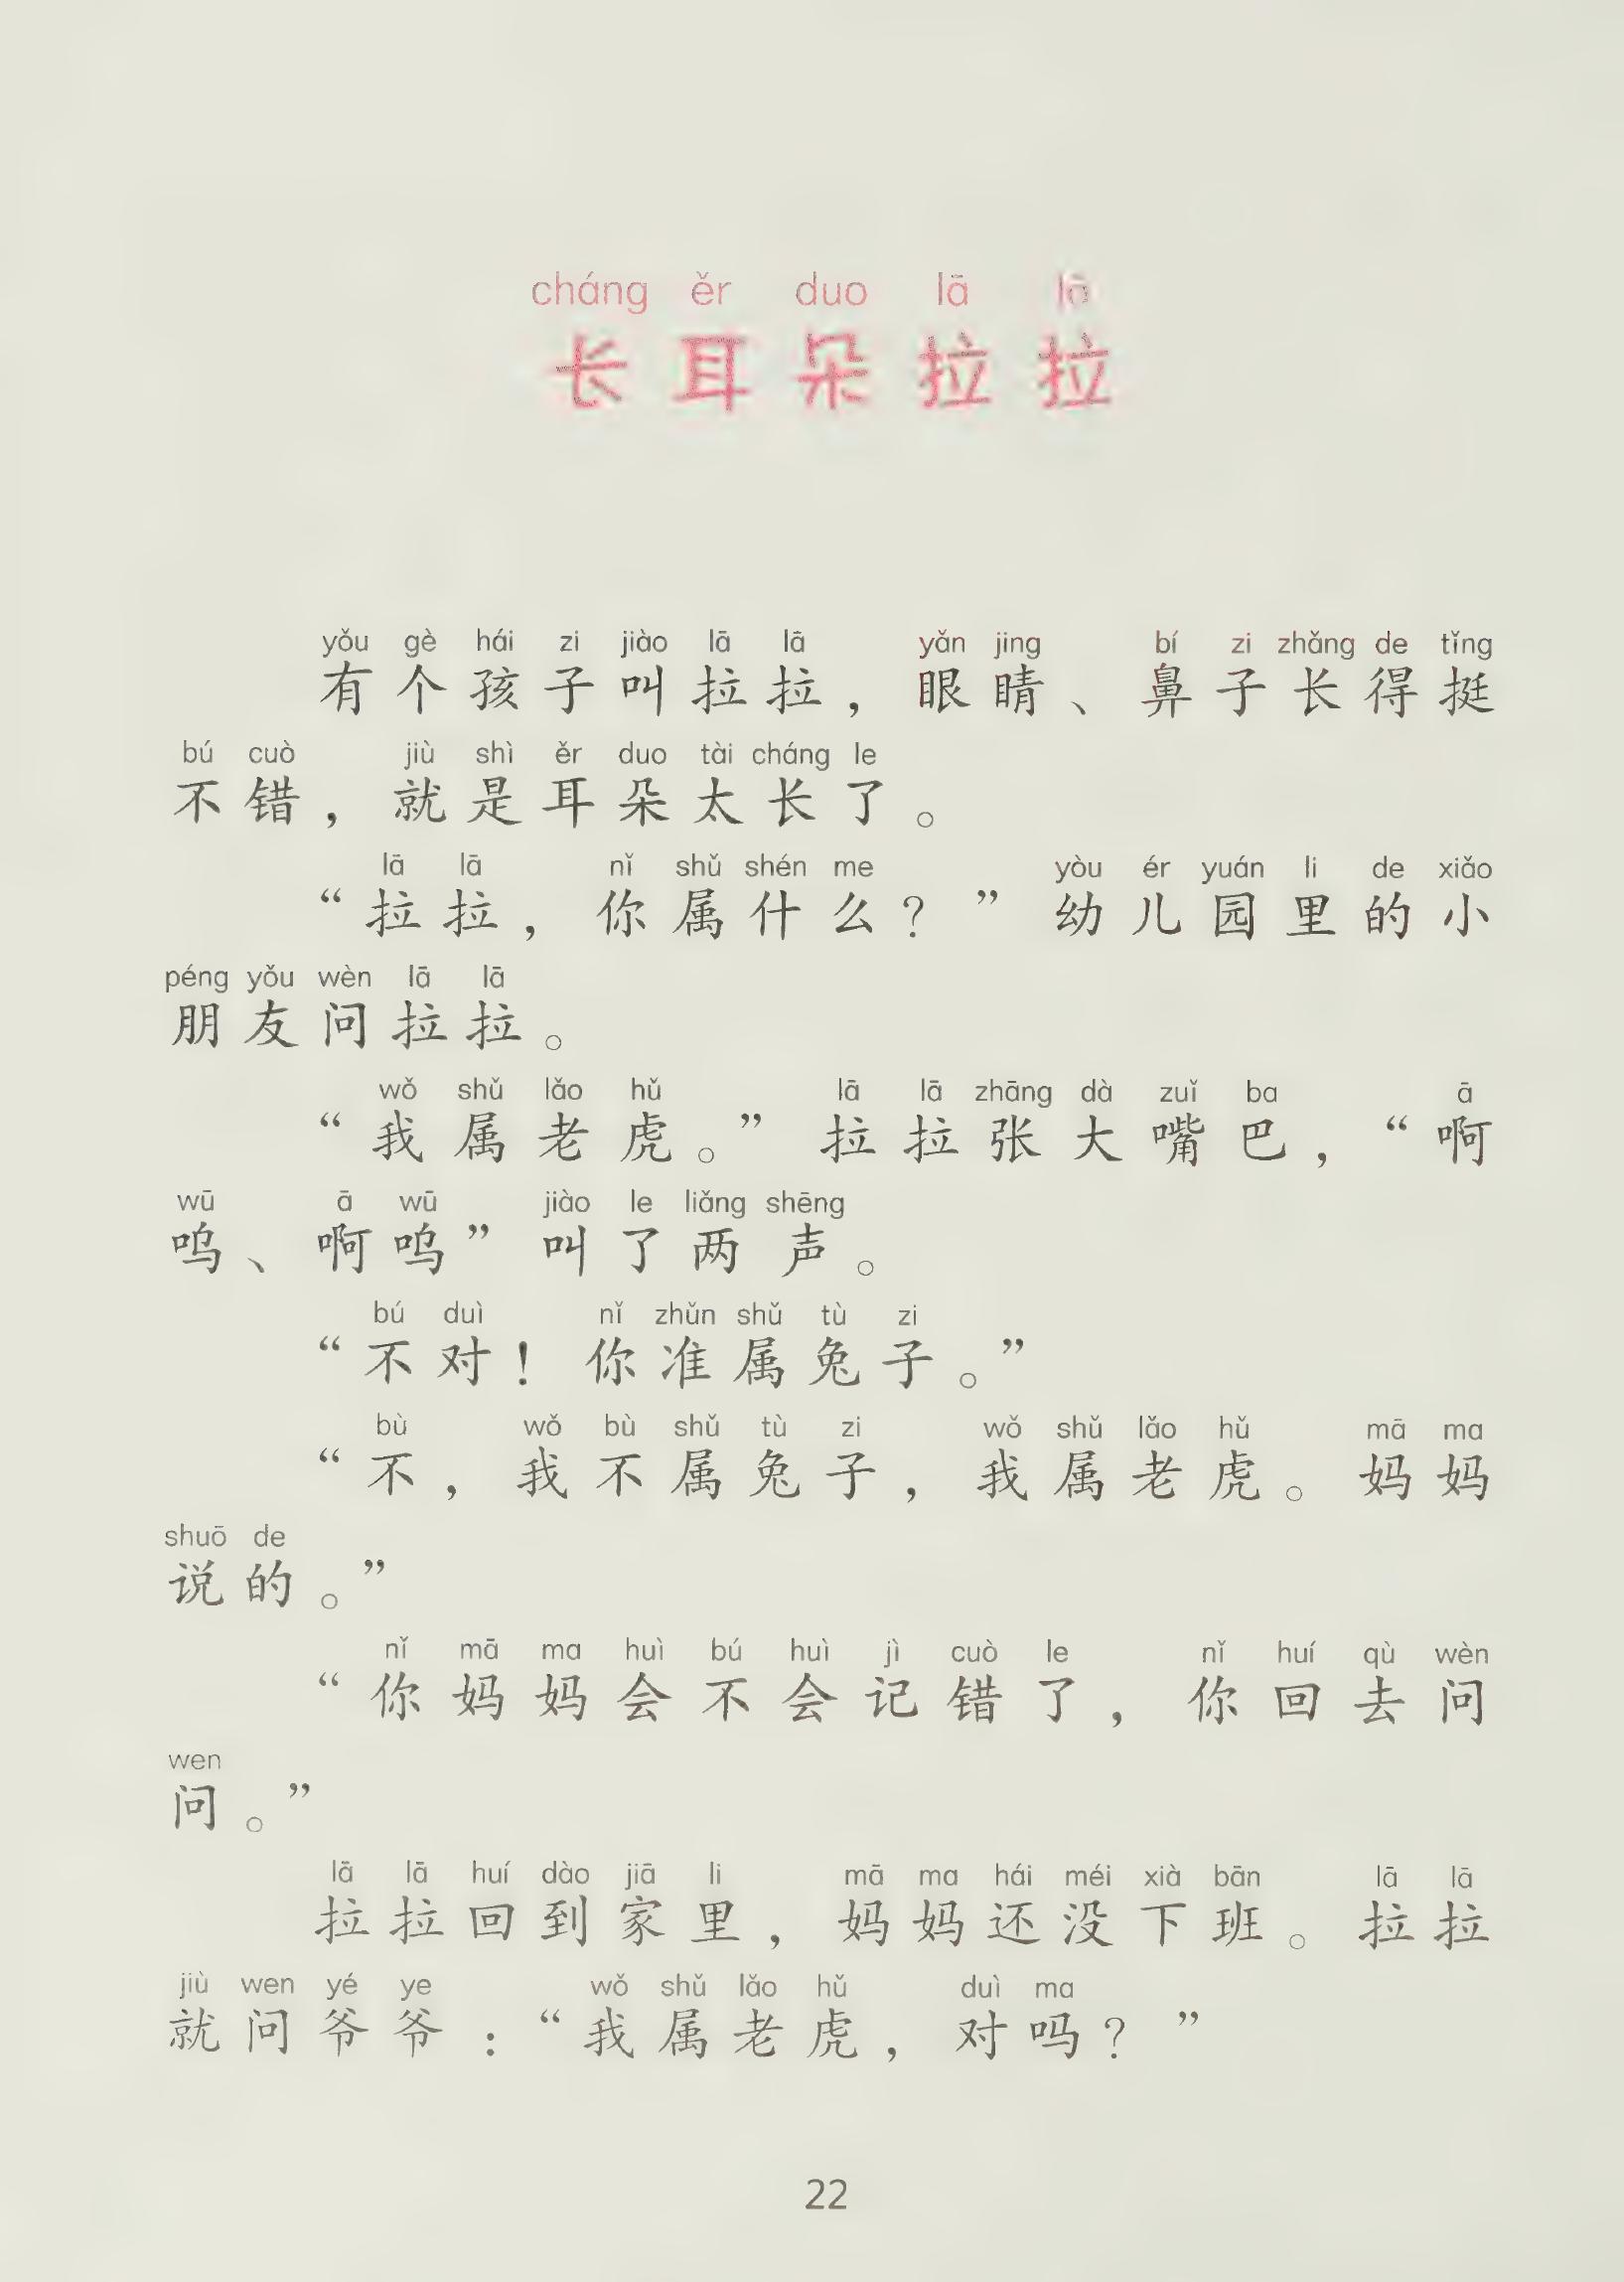 cháng ěr duo lā lā
长耳朵拉拉
yǒu gè hái zi jiào lā lā yǎn jing bí zi zhǎng de tǐng
有个孩子叫拉拉，眼睛、鼻子长得挺
bú cuò jiù shì ěr duo tài cháng le
不错，就是耳朵太长了。
lā lā nǐ shǔ shén me yòu ér yuán li de xiǎo
“拉拉，你属什么？”幼儿园里的小
péng yǒu wèn lā lā
朋友问拉拉。
wǒ shǔ lǎo hǔ lā lā zhāng dà zuǐ ba ā
“我属老虎。”拉拉张大嘴巴，“啊
wū ā wū jiào le liǎng shēng
呜、啊呜”叫了两声。
bú duì nǐ zhǔn shǔ tù zi
“不对！你准属兔子。”
bù wǒ bù shǔ tù zi wǒ shǔ lǎo hǔ mā ma
“不，我不属兔子，我属老虎。妈妈
shuō de
说的。”
nǐ mā ma huì bú huì jì cuò le nǐ huí qù wèn
“你妈妈会不会记错了，你回去问
wen
问。”
lā lā huí dào jiā li mā ma hái méi xià bān lā lā
拉拉回到家里，妈妈还没下班。拉拉
jiù wen yé ye wǒ shǔ lǎo hǔ duì ma
就问爷爷：“我属老虎，对吗？”
22